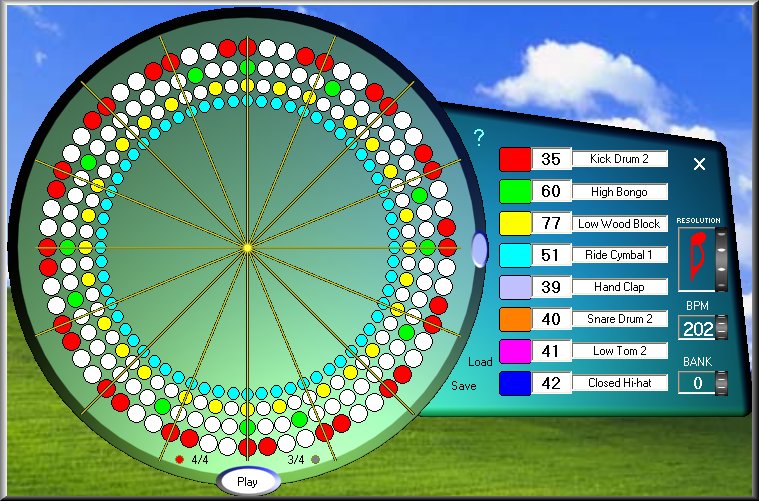 ?
35 Kick Drum 2
X
60 High Bongo
77 Low Wood Block
RESOLUTION
51 Ride Cymbal 1
39 Hand Clap
BPM
40 Snare Drum 2
202
41 Low Tom 2
Load
BANK
42 Closed Hi-hat
0
Save
4/4
3/4
Play